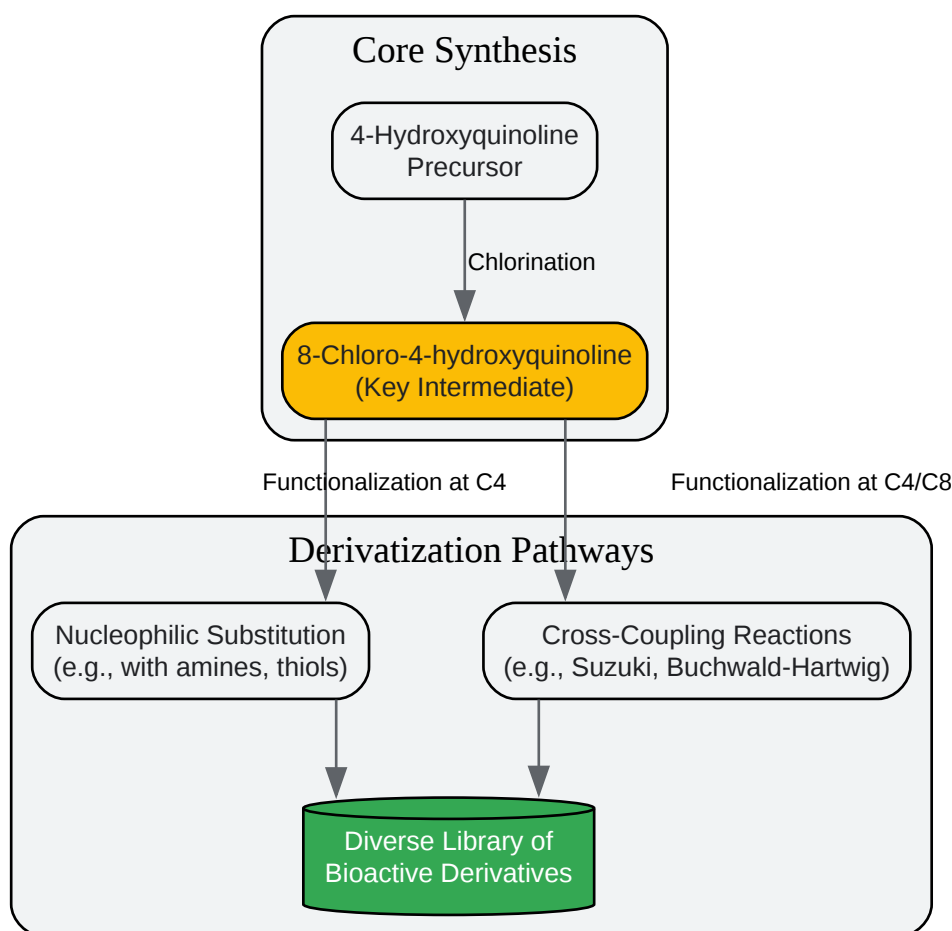 Core Synthesis
4-Hydroxyquinoline
Precursor
Chlorination
8-Chloro-4-hydroxyquinoline
(Key Intermediate)
Functionalization at C4
Functionalization at C4/C8
Derivatization Pathways
Nucleophilic Substitution
(e.g., with amines, thiols)
Cross-Coupling Reactions
(e.g., Suzuki, Buchwald-Hartwig)
Diverse Library of
Bioactive Derivatives